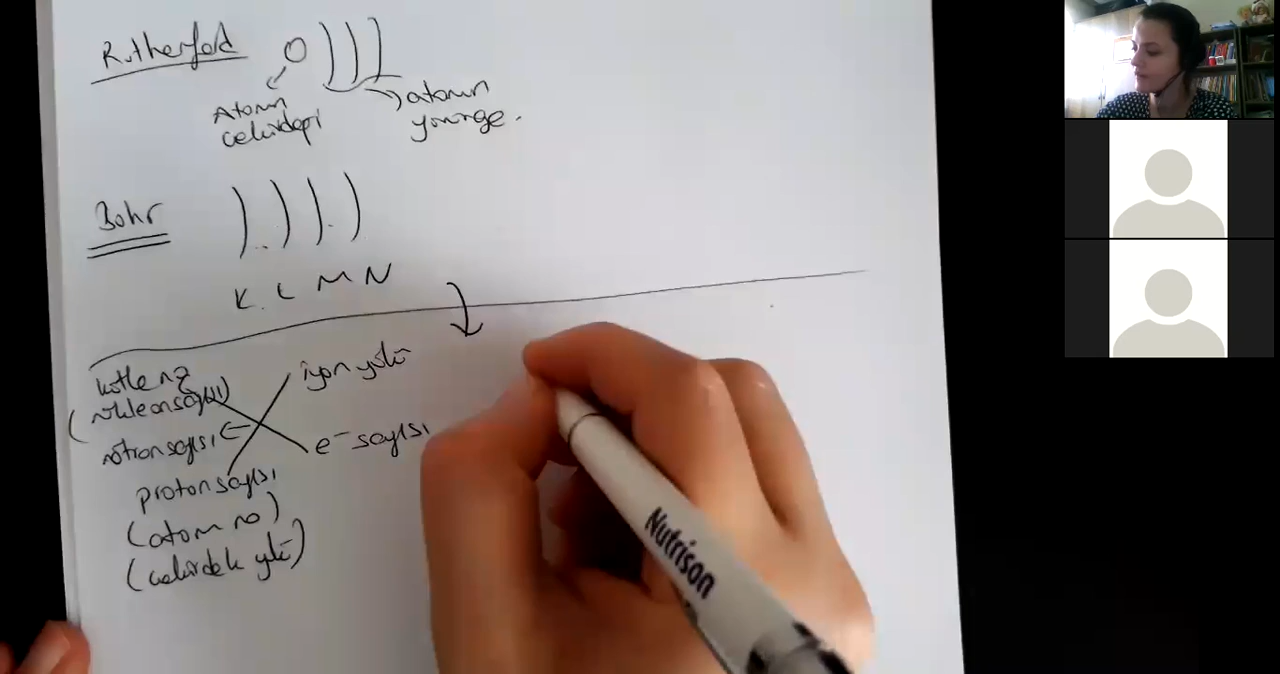 Rutherford
Atomun
çekirdeği
atomun
yörünge.
Bohr
K L M N
kütle no
(nükleon sayısı)
nötron sayısı
proton sayısı
(atom no)
(çekirdek yükü)
iyon yükü
e- sayısı
Nutrison